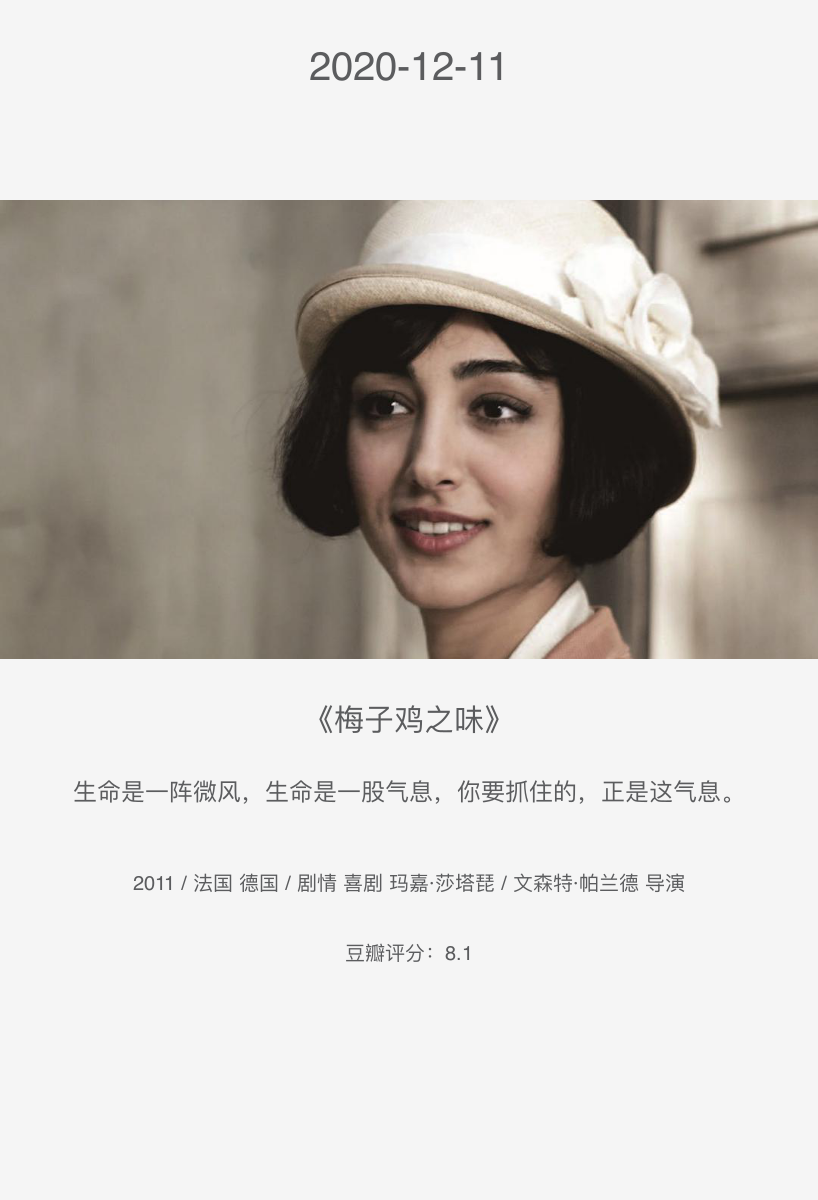 2020-12-11
《梅子鸡之味》
生命是一阵微风，生命是一股气息，你要抓住的，正是这气息。
2011 / 法国 德国 / 剧情 喜剧 玛嘉·莎塔琵 / 文森特·帕兰德 导演
豆瓣评分：8.1